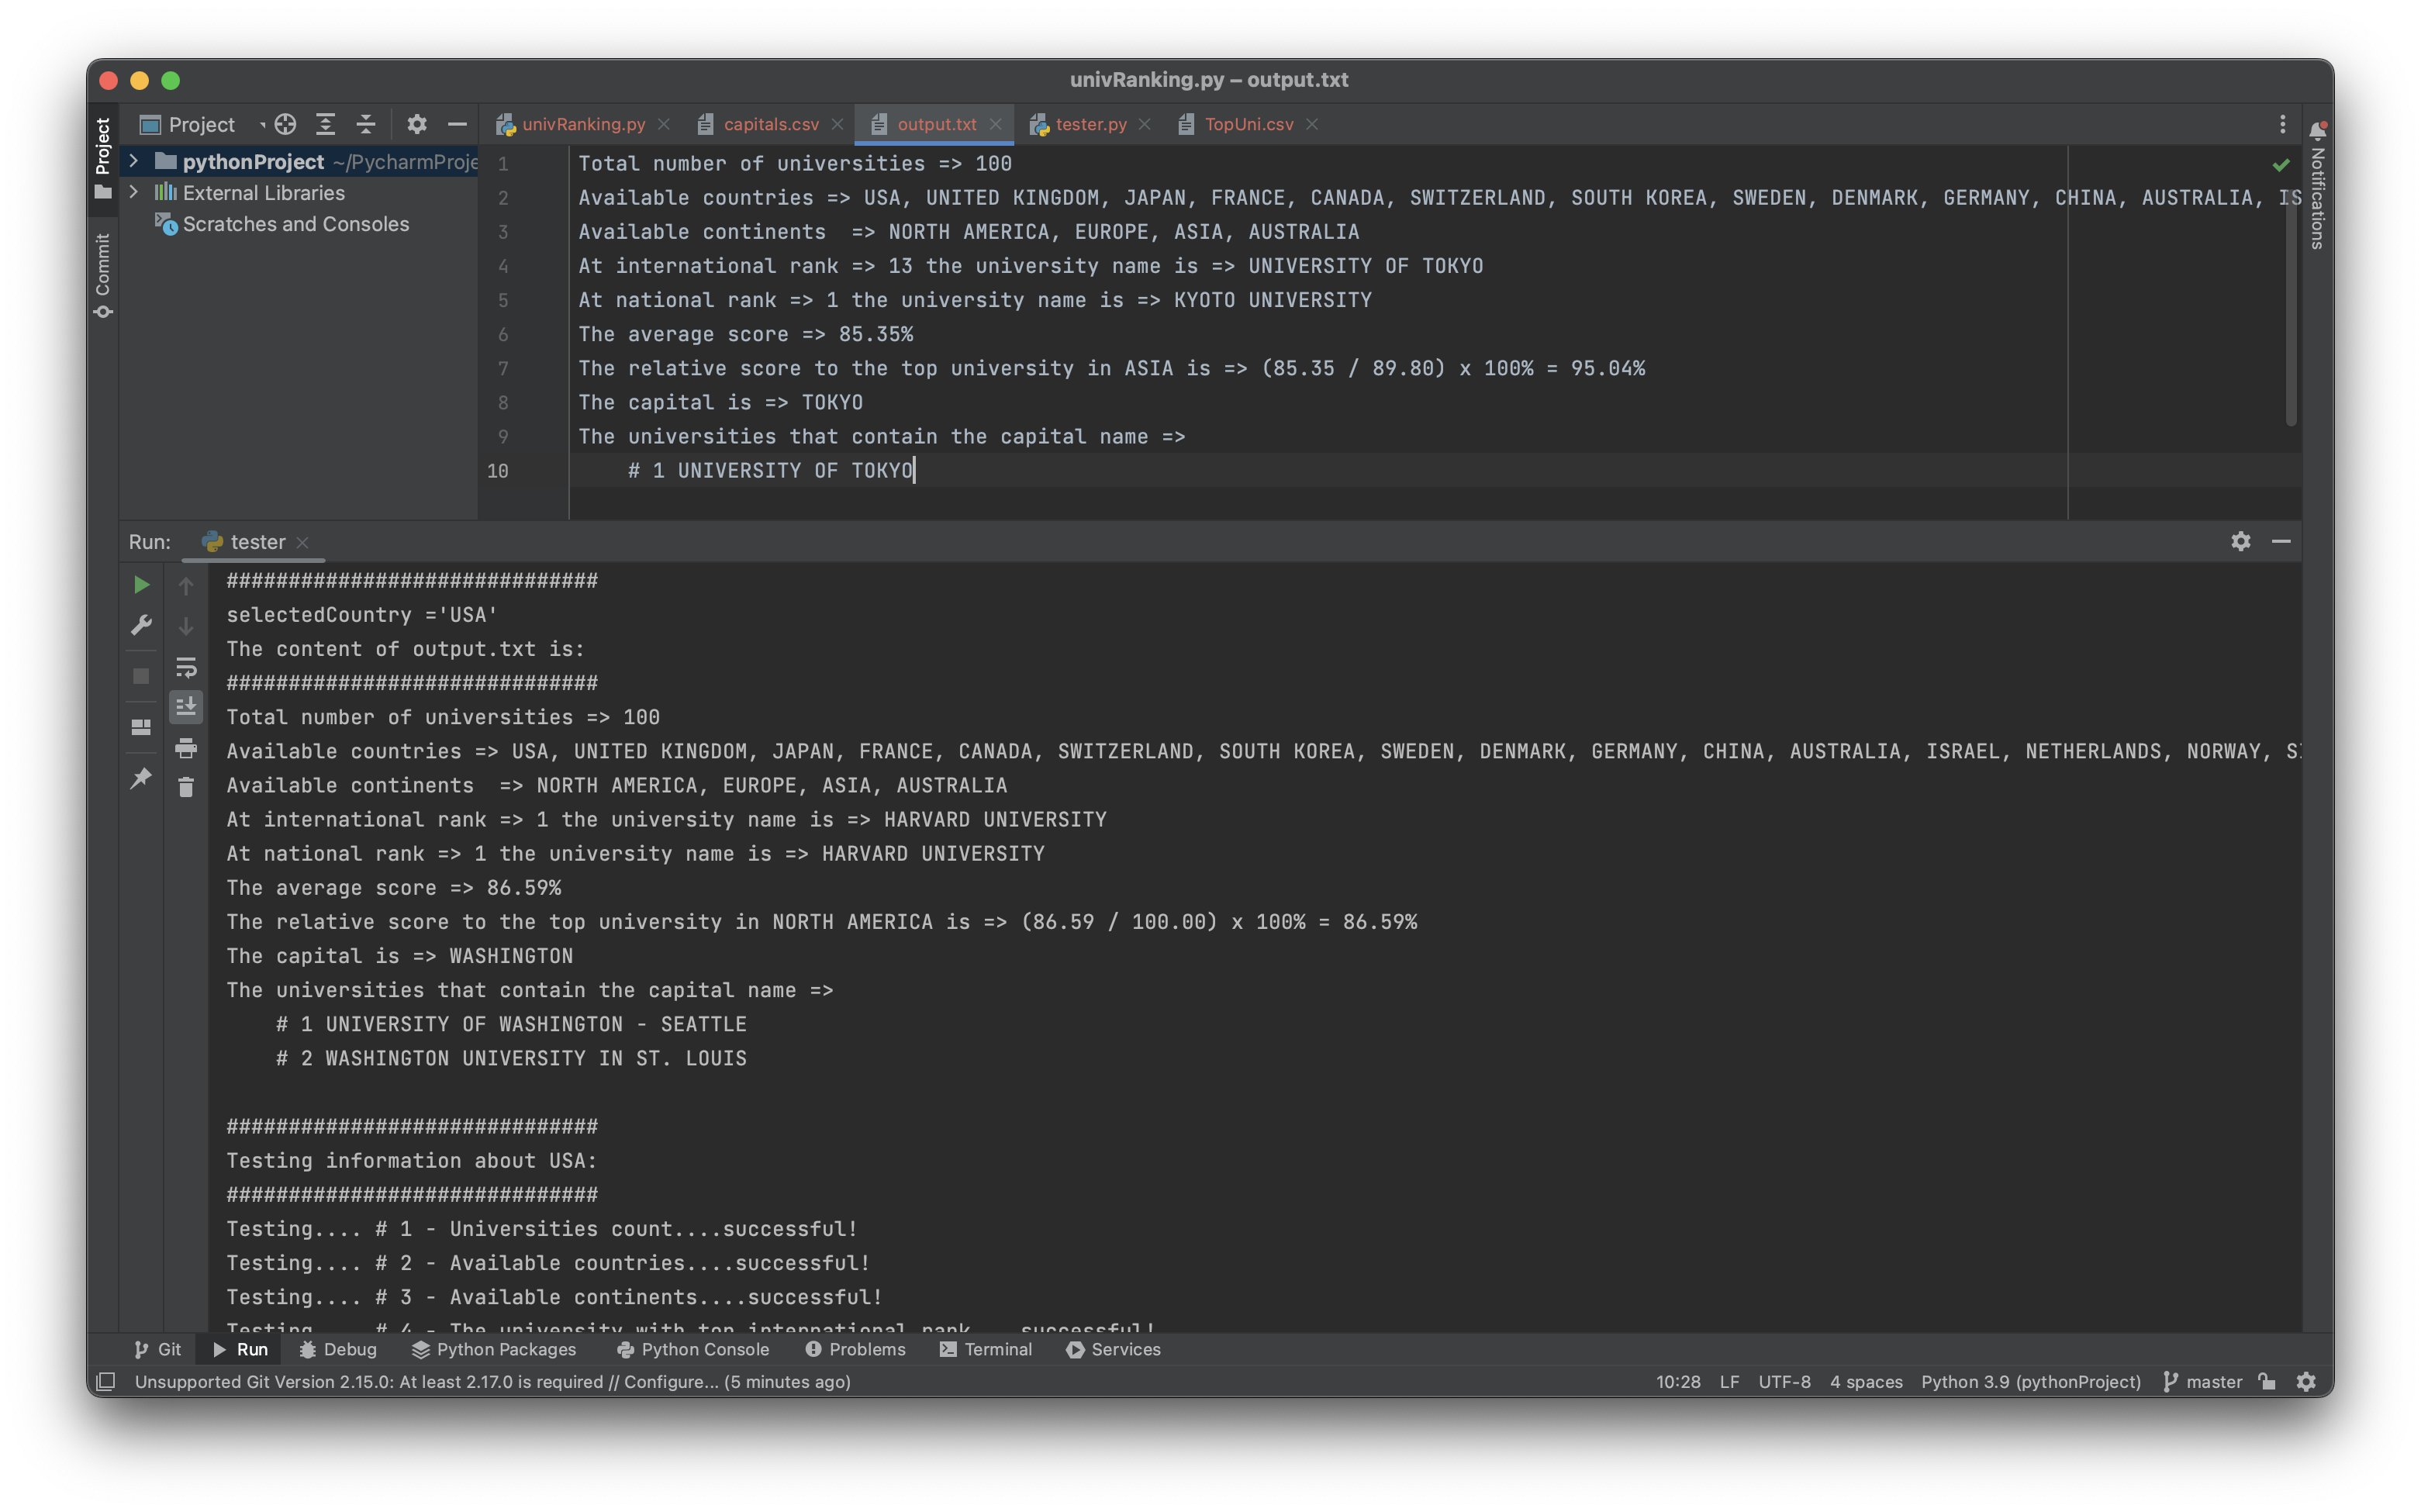 univRanking.py – output.txt
Project
Project
univRanking.py
capitals.csv
output.txt
tester.py
TopUni.csv
Notifications
Commit
pythonProject ~/PycharmProje
External Libraries
Scratches and Consoles
1 Total number of universities => 100
2 Available countries => USA, UNITED KINGDOM, JAPAN, FRANCE, CANADA, SWITZERLAND, SOUTH KOREA, SWEDEN, DENMARK, GERMANY, CHINA, AUSTRALIA, IS
3 Available continents  => NORTH AMERICA, EUROPE, ASIA, AUSTRALIA
4 At international rank => 13 the university name is => UNIVERSITY OF TOKYO
5 At national rank => 1 the university name is => KYOTO UNIVERSITY
6 The average score => 85.35%
7 The relative score to the top university in ASIA is => (85.35 / 89.80) x 100% = 95.04%
8 The capital is => TOKYO
9 The universities that contain the capital name =>
10     # 1 UNIVERSITY OF TOKYO
Run: tester
##############################
selectedCountry ='USA'
The content of output.txt is:
##############################
Total number of universities => 100
Available countries => USA, UNITED KINGDOM, JAPAN, FRANCE, CANADA, SWITZERLAND, SOUTH KOREA, SWEDEN, DENMARK, GERMANY, CHINA, AUSTRALIA, ISRAEL, NETHERLANDS, NORWAY,
Available continents  => NORTH AMERICA, EUROPE, ASIA, AUSTRALIA
At international rank => 1 the university name is => HARVARD UNIVERSITY
At national rank => 1 the university name is => HARVARD UNIVERSITY
The average score => 86.59%
The relative score to the top university in NORTH AMERICA is => (86.59 / 100.00) x 100% = 86.59%
The capital is => WASHINGTON
The universities that contain the capital name =>
    # 1 UNIVERSITY OF WASHINGTON - SEATTLE
    # 2 WASHINGTON UNIVERSITY IN ST. LOUIS
##############################
Testing information about USA:
##############################
Testing.... # 1 - Universities count....successful!
Testing.... # 2 - Available countries....successful!
Testing.... # 3 - Available continents....successful!
Testing.... # 4 - The university with top international rank....successful!
Git
Run
Debug
Python Packages
Python Console
Problems
Terminal
Services
Unsupported Git Version 2.15.0: At least 2.17.0 is required // Configure... (5 minutes ago)
10:28 LF UTF-8 4 spaces Python 3.9 (pythonProject) master